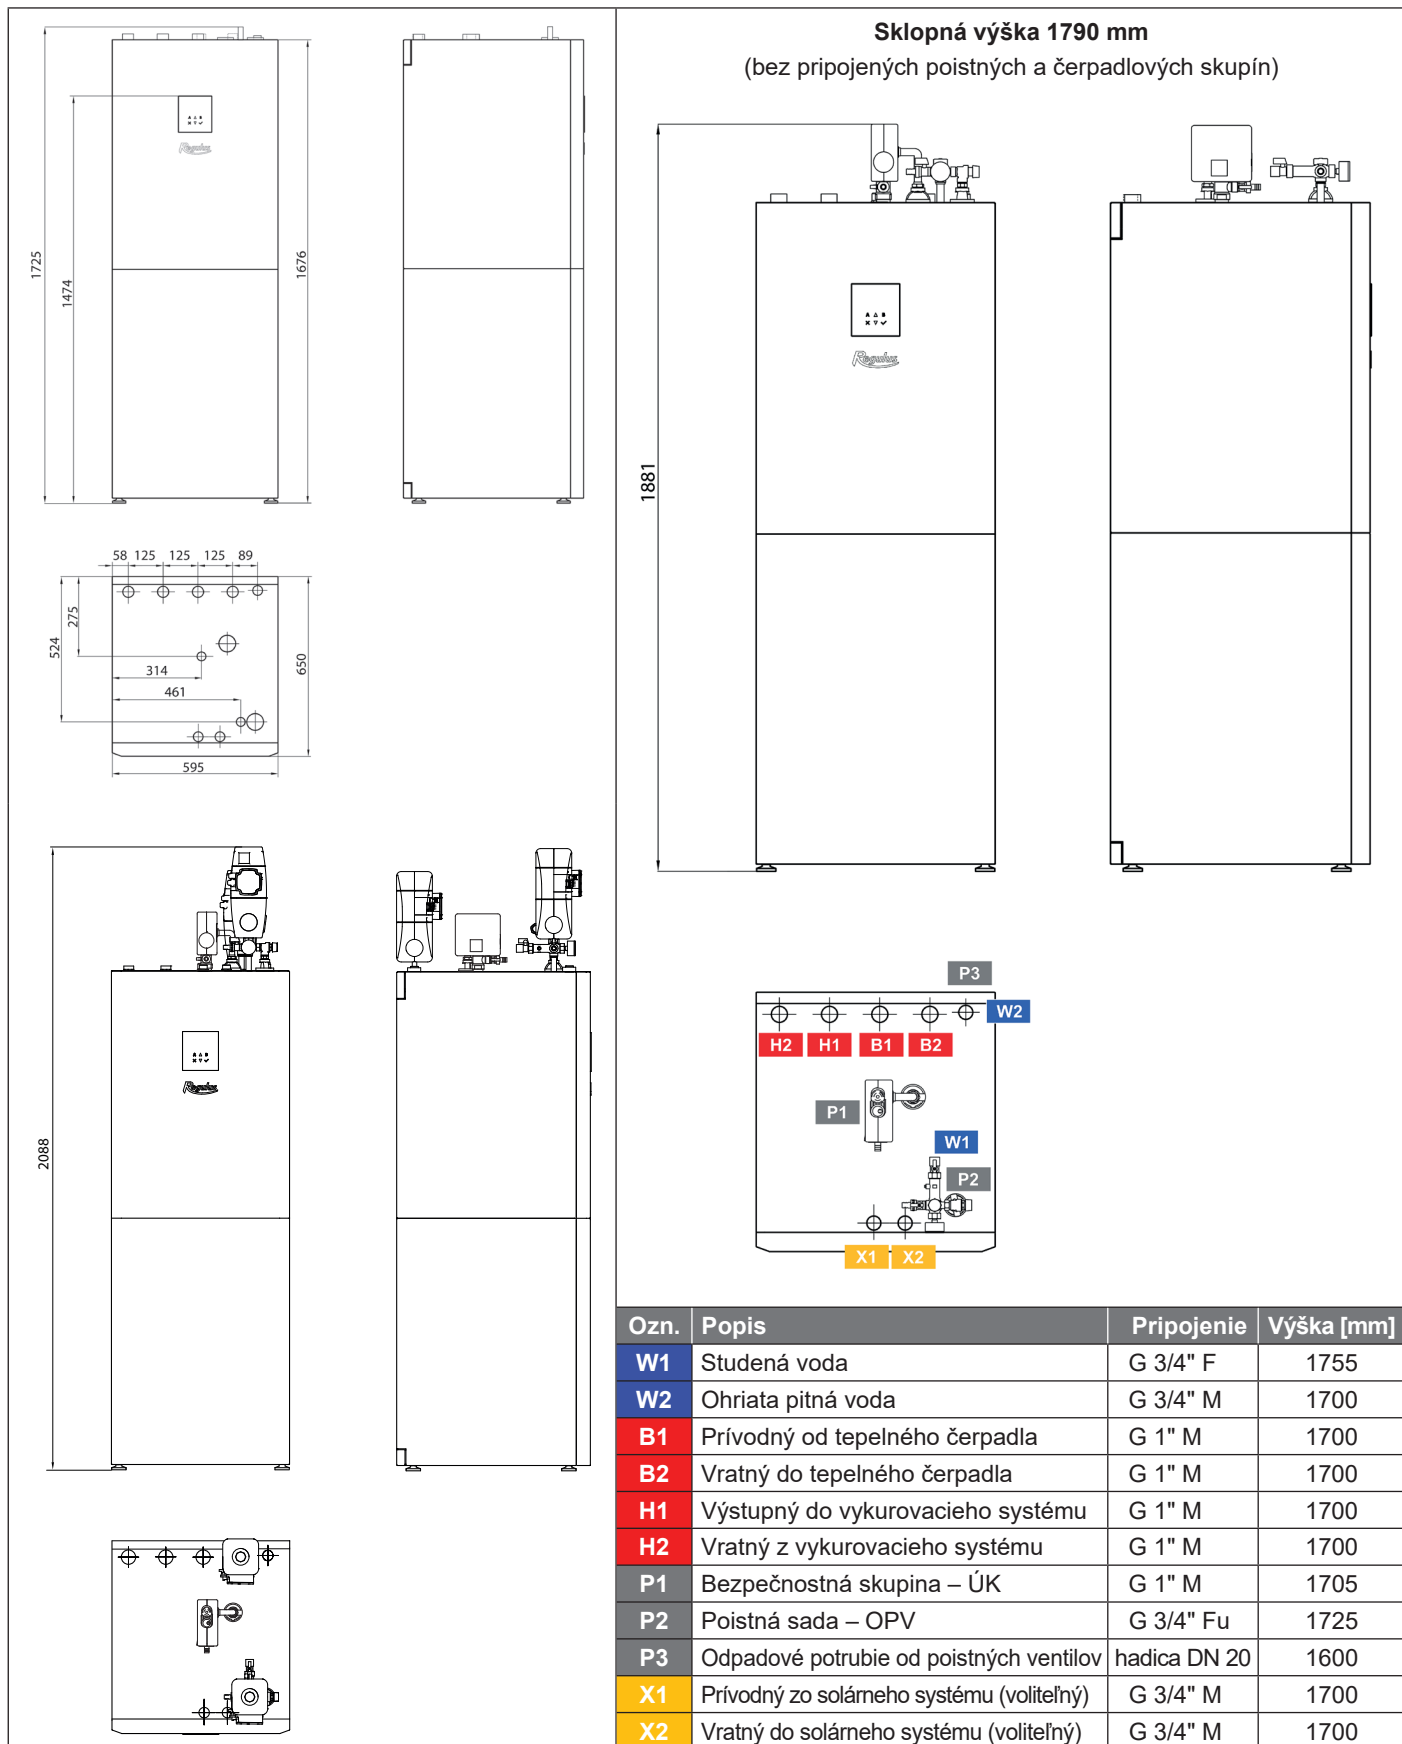 1725
1474
1676
Regulus
58 125 125 125 89
275
524
314
461
650
595
2088
Regulus
Sklopná výška 1790 mm
(bez pripojených poistných a čerpadlových skupín)
1881
A B
Regulus
P3
W2
H2 H1 B1 B2
P1
W1
P2
X1 X2
Ozn. Popis Pripojenie Výška [mm]
W1 Studená voda G 3/4" F 1755
W2 Ohriata pitná voda G 3/4" M 1700
B1 Prívodný od tepelného čerpadla G 1" M 1700
B2 Vratný do tepelného čerpadla G 1" M 1700
H1 Výstupný do vykurovacieho systému G 1" M 1700
H2 Vratný z vykurovacieho systému G 1" M 1700
P1 Bezpečnostná skupina – ÚK G 1" M 1705
P2 Poistná sada – OPV G 3/4" Fu 1725
P3 Odpadové potrubie od poistných ventilov hadica DN 20 1600
X1 Prívodný zo solárneho systému (voliteľný) G 3/4" M 1700
X2 Vratný do solárneho systému (voliteľný) G 3/4" M 1700